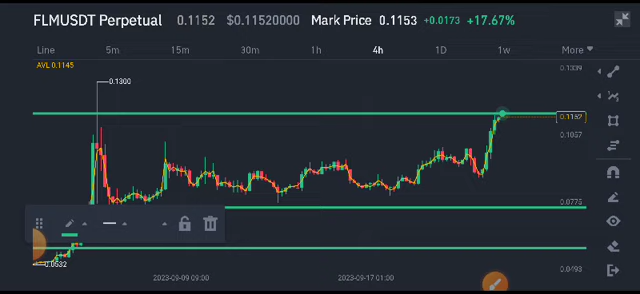 FLMUSDT Perpetual 0.1152 $0.11520000 Mark Price 0.1153 +0.0173 +17.67%
Line 5m 15m 30m 1h 4h 1D 1w More
AVL 0.1145
0.1300
0.1339
0.1152
0.1057
0.0775
0.0632
0.0493
2023-09-09 09:00 2023-09-17 01:00